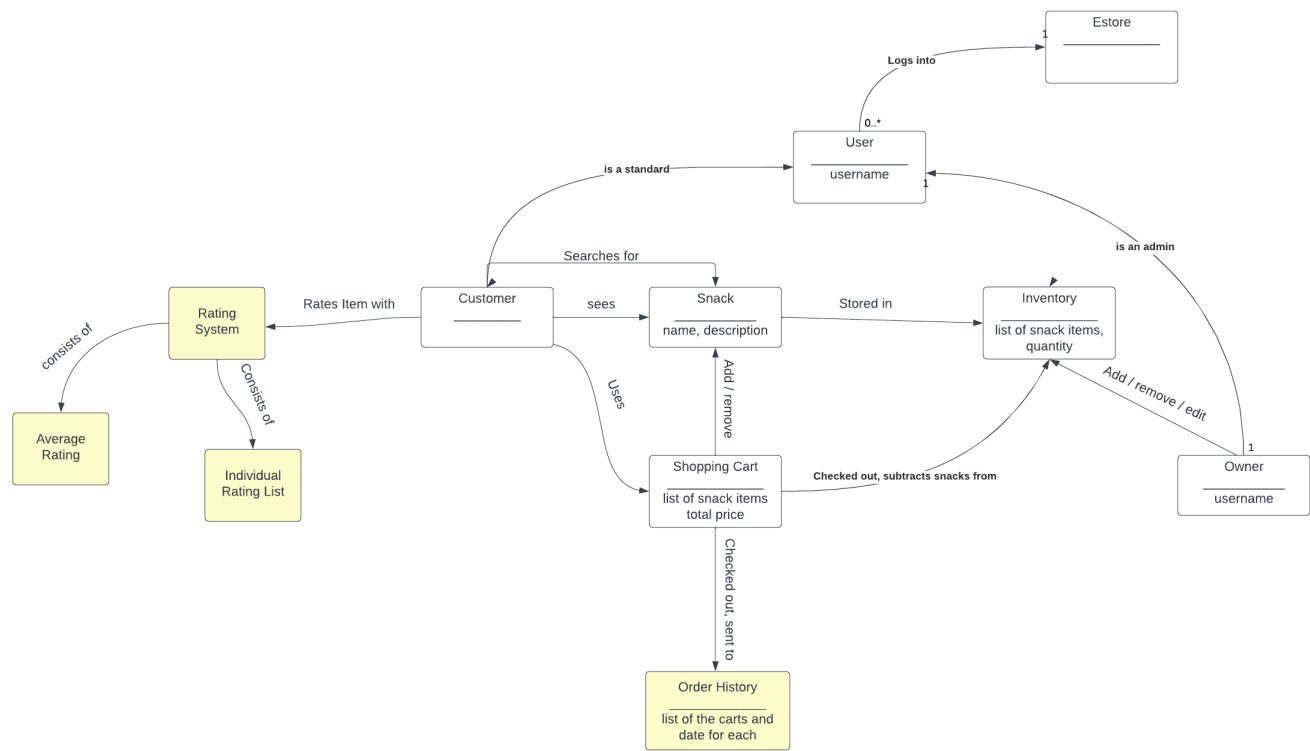 Estore
1
Logs into
0..*
User
username
1
is a standard
is an admin
Searches for
Rating
System
Rates Item with
Customer
sees
Snack
name, description
Stored in
Inventory
list of snack items,
quantity
consists of
Consists of
Uses
Add / remove
Add / remove / edit
Average
Rating
Individual
Rating List
Shopping Cart
list of snack items
total price
Checked out, subtracts snacks from
1
Owner
username
Checked out, sent to
Order History
list of the carts and
date for each